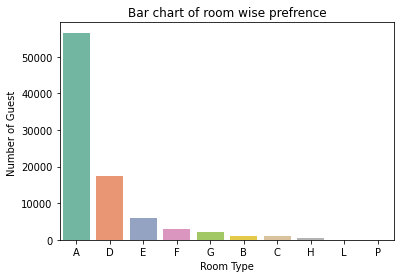 Bar chart of room wise prefrence
Number of Guest
50000
40000
30000
20000
10000
0
A D E F G B C H L P
Room Type